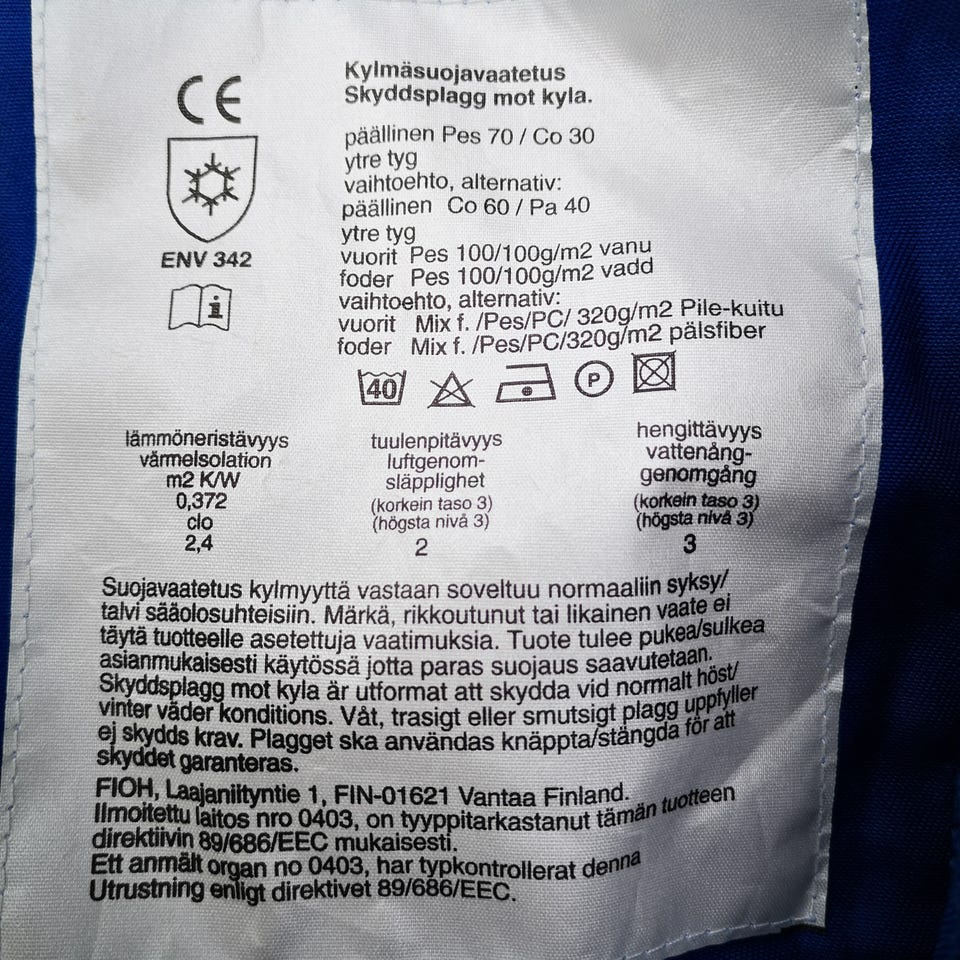 CE
ENV 342
i
Kylmäsuojavaatetus
Skyddsplagg mot kyla.
päällinen Pes 70 / Co 30
ytre tyg
vaihtoehto, alternativ:
päällinen Co 60 / Pa 40
ytre tyg
vuorit Pes 100/100g/m2 vanu
foder Pes 100/100g/m2 vadd
vaihtoehto, alternativ:
vuorit Mix f. /Pes/PC/ 320g/m2 Pile-kuitu
foder Mix f. /Pes/PC/320g/m2 pälsfiber
40 P
lämmöneristävyys
vårmelsolation
m2 K/W
0,372
clo
2,4
tuulenpitävyys
luftgenom-
släpplighet
(korkein taso 3)
(högsta nivå 3)
2
hengittävyys
vattenång-
genomgång
(korkein taso 3)
(högsta nivå 3)
3
Suojavaatetus kylmyyttä vastaan soveltuu normaaliin syksy/
talvi sääolosuhteisiin. Märkä, rikkoutunut tai likainen vaate ei
täytä tuotteelle asetettuja vaatimuksia. Tuote tulee pukea/sulkea
asianmukaisesti käytössä jotta paras suojaus saavutetaan.
Skyddsplagg mot kyla är utformat att skydda vid normalt höst/
vinter väder konditions. Våt, trasigt eller smutsigt plagg uppfyller
ej skydds krav. Plagget ska användas knäppta/stängda för att
skyddet garanteras.
FIOH, Laajaniityntie 1, FIN-01621 Vantaa Finland.
Ilmoitettu laitos nro 0403, on tyyppitarkastanut tämän tuotteen
direktiivin 89/686/EEC mukaisesti.
Ett anmält organ no 0403, har typkontrollerat denna
Utrustning enligt direktivet 89/686/EEC.